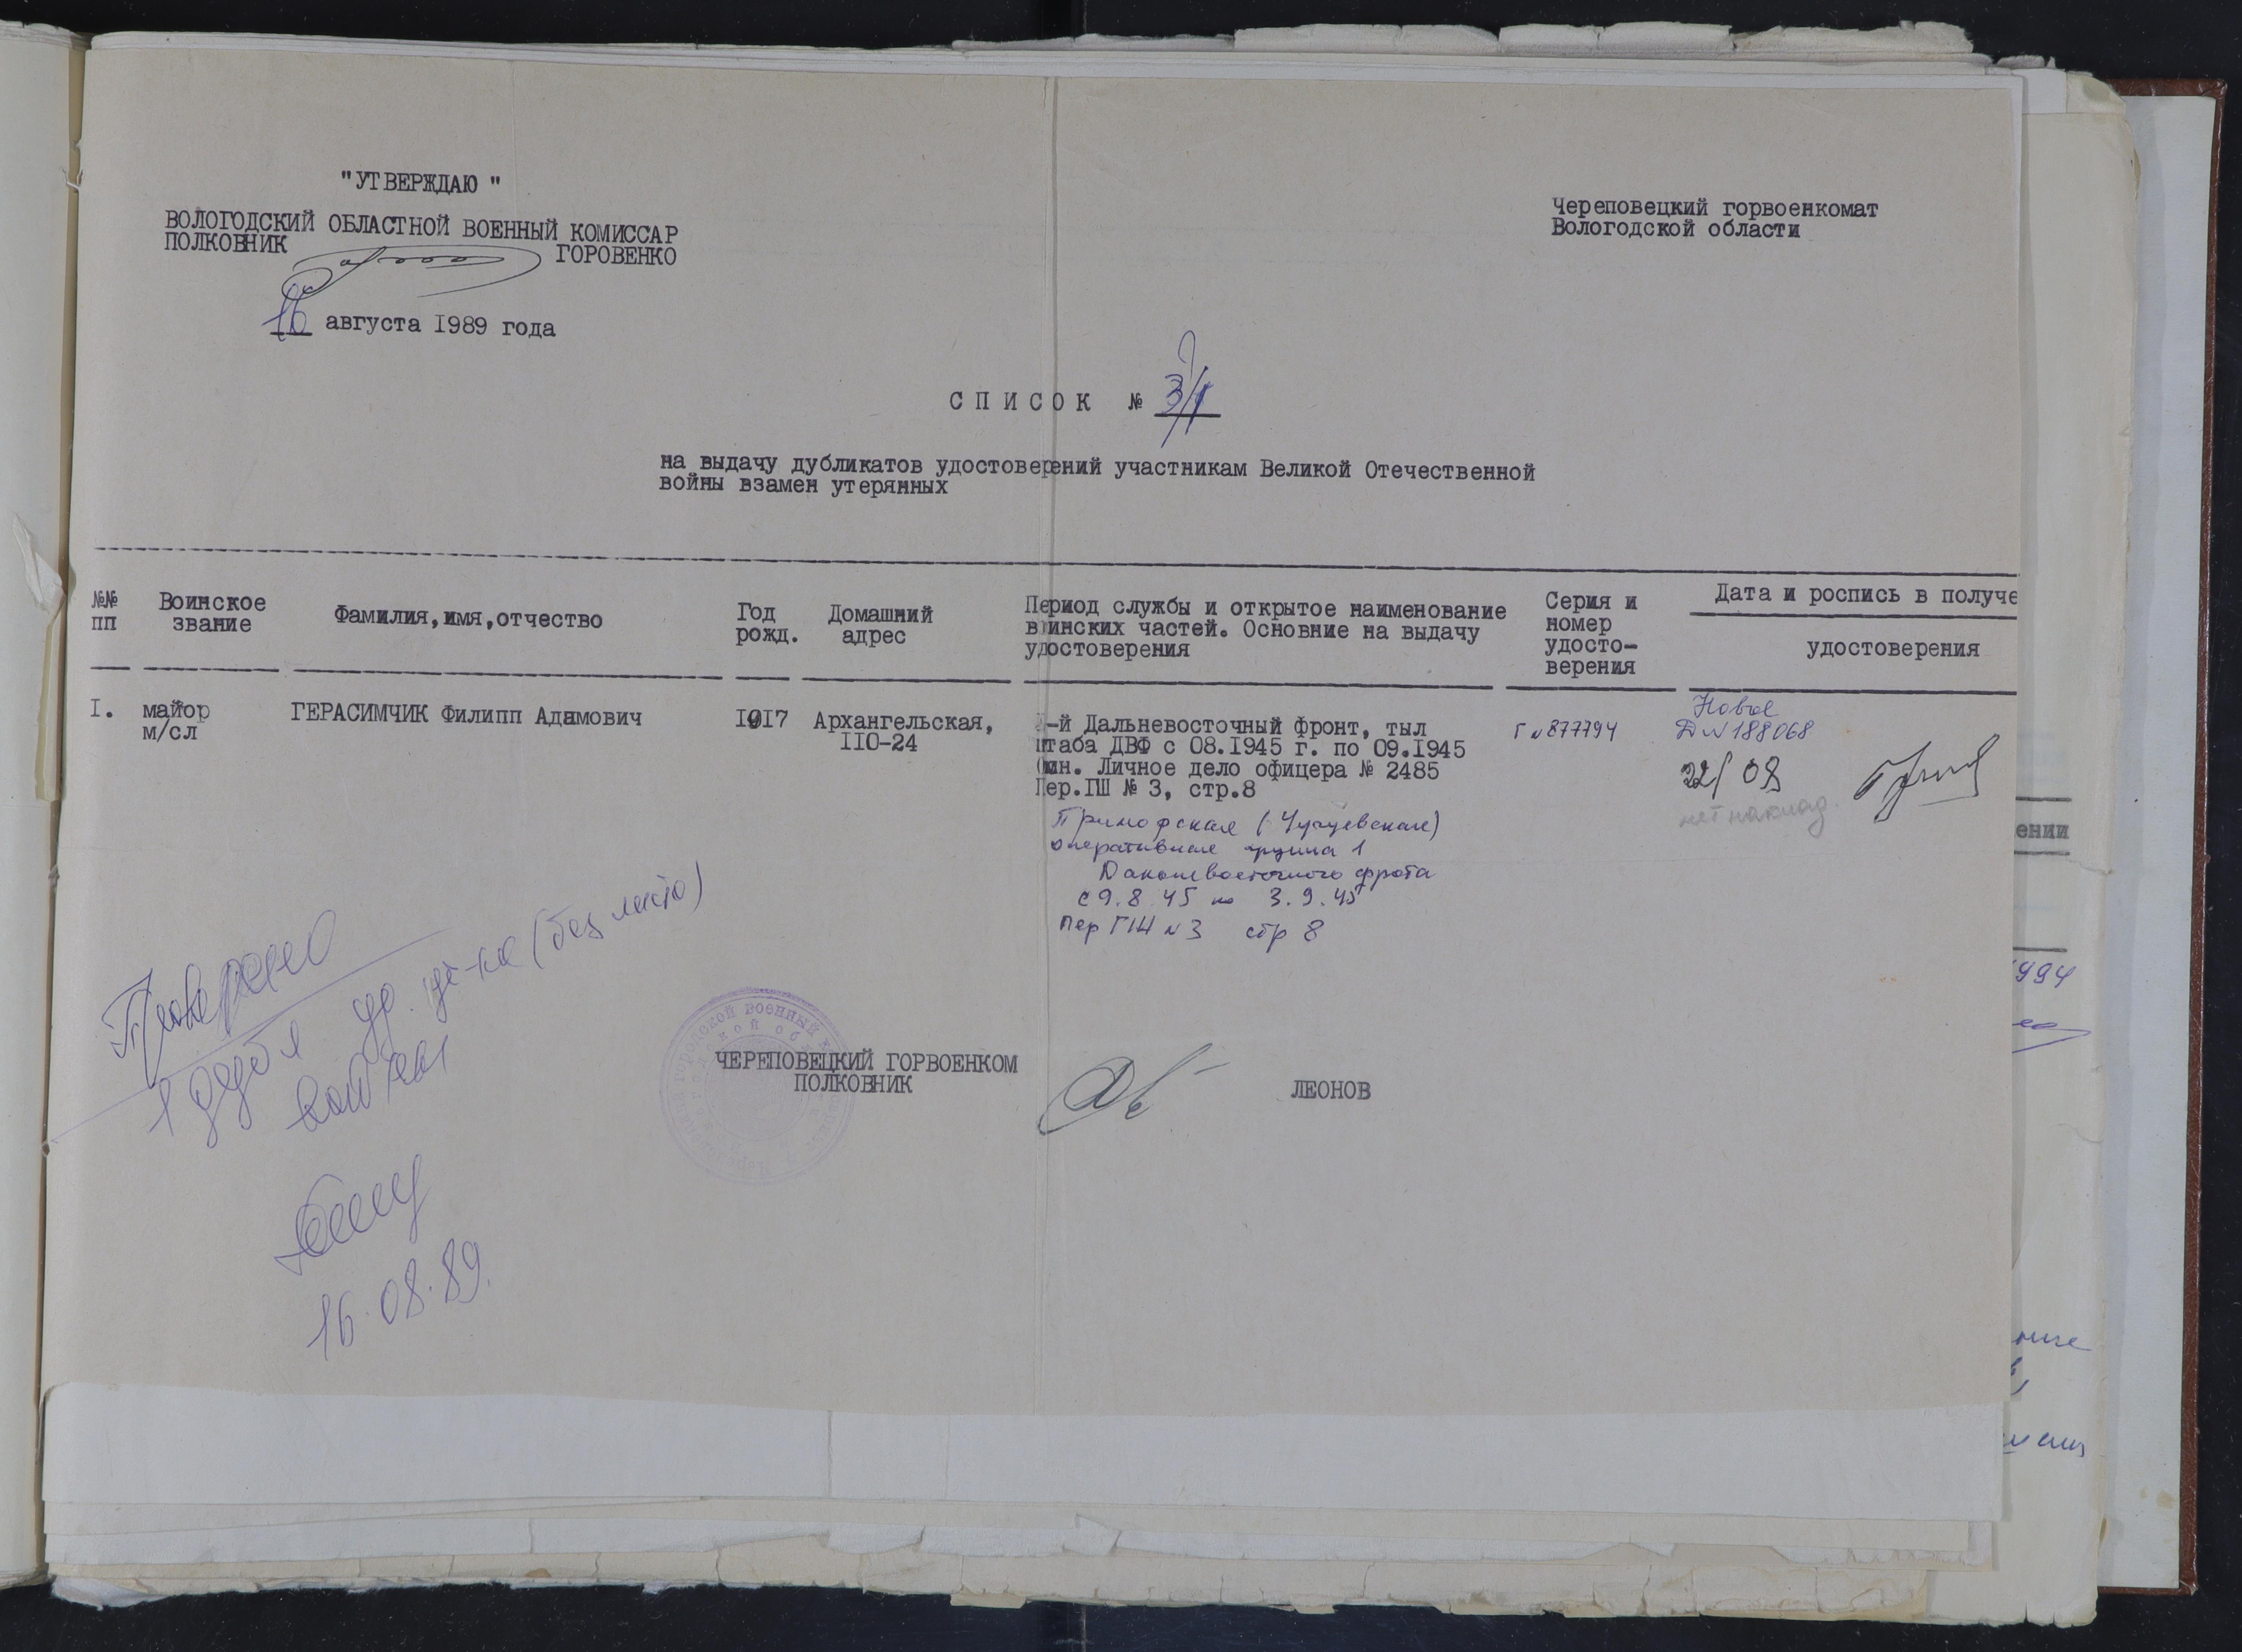 "УТВЕРЖДАЮ"
ВОЛОГОДСКИЙ ОБЛАСТНОЙ ВОЕННЫЙ КОМИССАР
ПОЛКОВНИК ГОРОВЕНКО
16 августа 1989 года
Череповецкий горвоенкомат
Вологодской области
СПИСОК № 3/1
на выдачу дубликатов удостоверений участникам Великой Отечественной
войны взамен утерянных
№№ пп
Воинское звание
Фамилия, имя, отчество
Год рожд.
Домашний адрес
Период службы и открытое наименование
воинских частей. Основние на выдачу
удостоверения
Серия и
номер
удосто-
верения
Дата и роспись в получе
удостоверения
I. майор м/сл
ГЕРАСИМЧИК Филипп Адамович
1917
Архангельская,
110-24
-й Дальневосточный фронт, тыл
штаба ДВФ с 08.1945 г. по 09.1945
Личное дело офицера № 2485
Пер.ГШ № 3, стр.8
Приморская (Чугуевская)
оперативная группа 1
Дальневосточного фронта
с 9.8.45 по 3.9.45
пер ГШ N 3 стр 8
Г N 877794
Новое
Д N 188068
22/08
нет наклад.
Проверено
(без листа)
16.08.89.
ЧЕРЕПОВЕЦКИЙ ГОРВОЕНКОМ
ПОЛКОВНИК
ЛЕОНОВ
ении